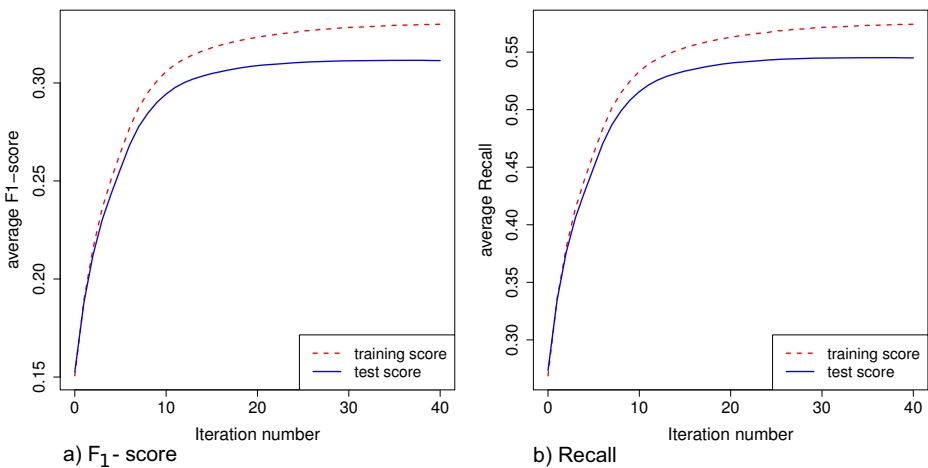 average F1−score
0.30
0.25
0.20
0.15
training score
test score
0 10 20 30 40
Iteration number
a) F1 - score
average Recall
0.55
0.50
0.45
0.40
0.35
0.30
training score
test score
0 10 20 30 40
Iteration number
b) Recall